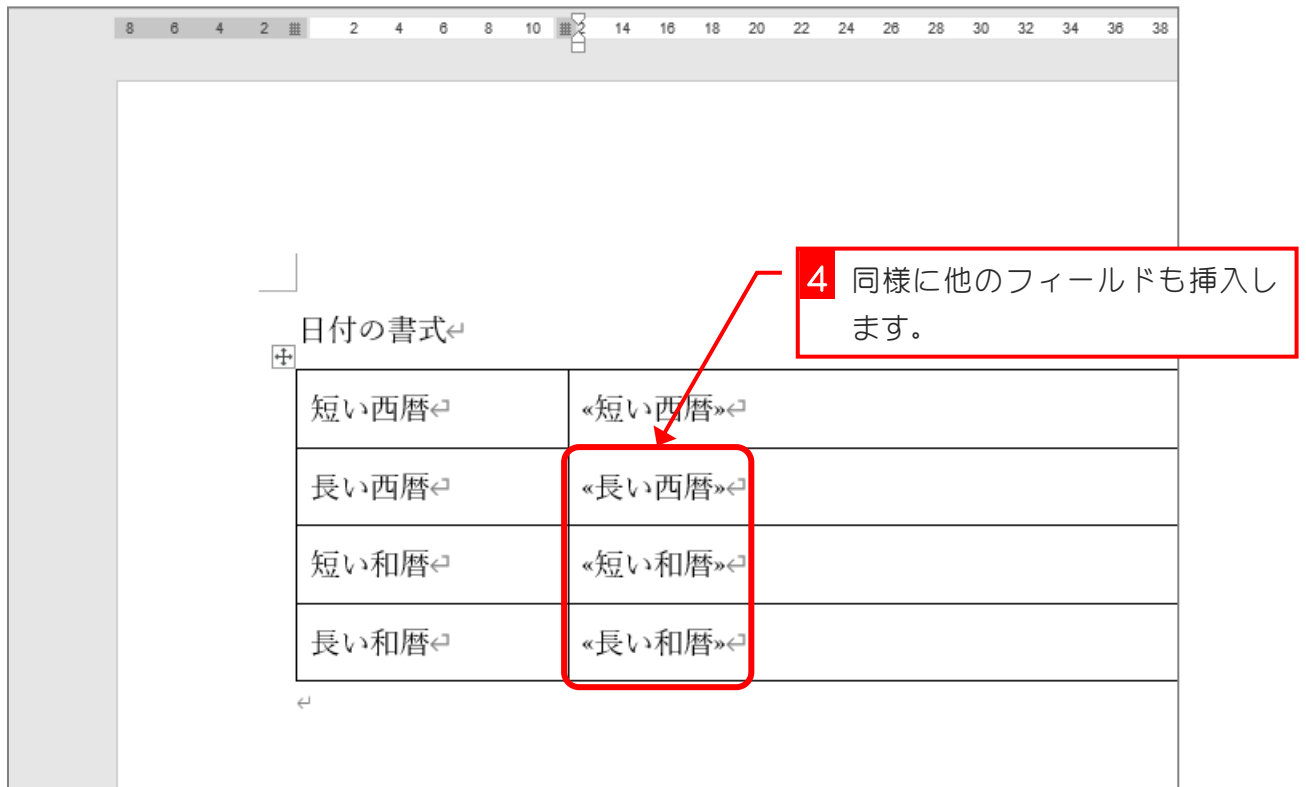 8 6 4 2 2 4 6 8 10 2 14 16 18 20 22 24 26 28 30 32 34 36 38
4 同様に他のフィールドも挿入し
ます。
日付の書式↵
短い西暦↵ «短い西暦»↵
長い西暦↵ «長い西暦»↵
短い和暦↵ «短い和暦»↵
長い和暦↵ «長い和暦»↵
↵